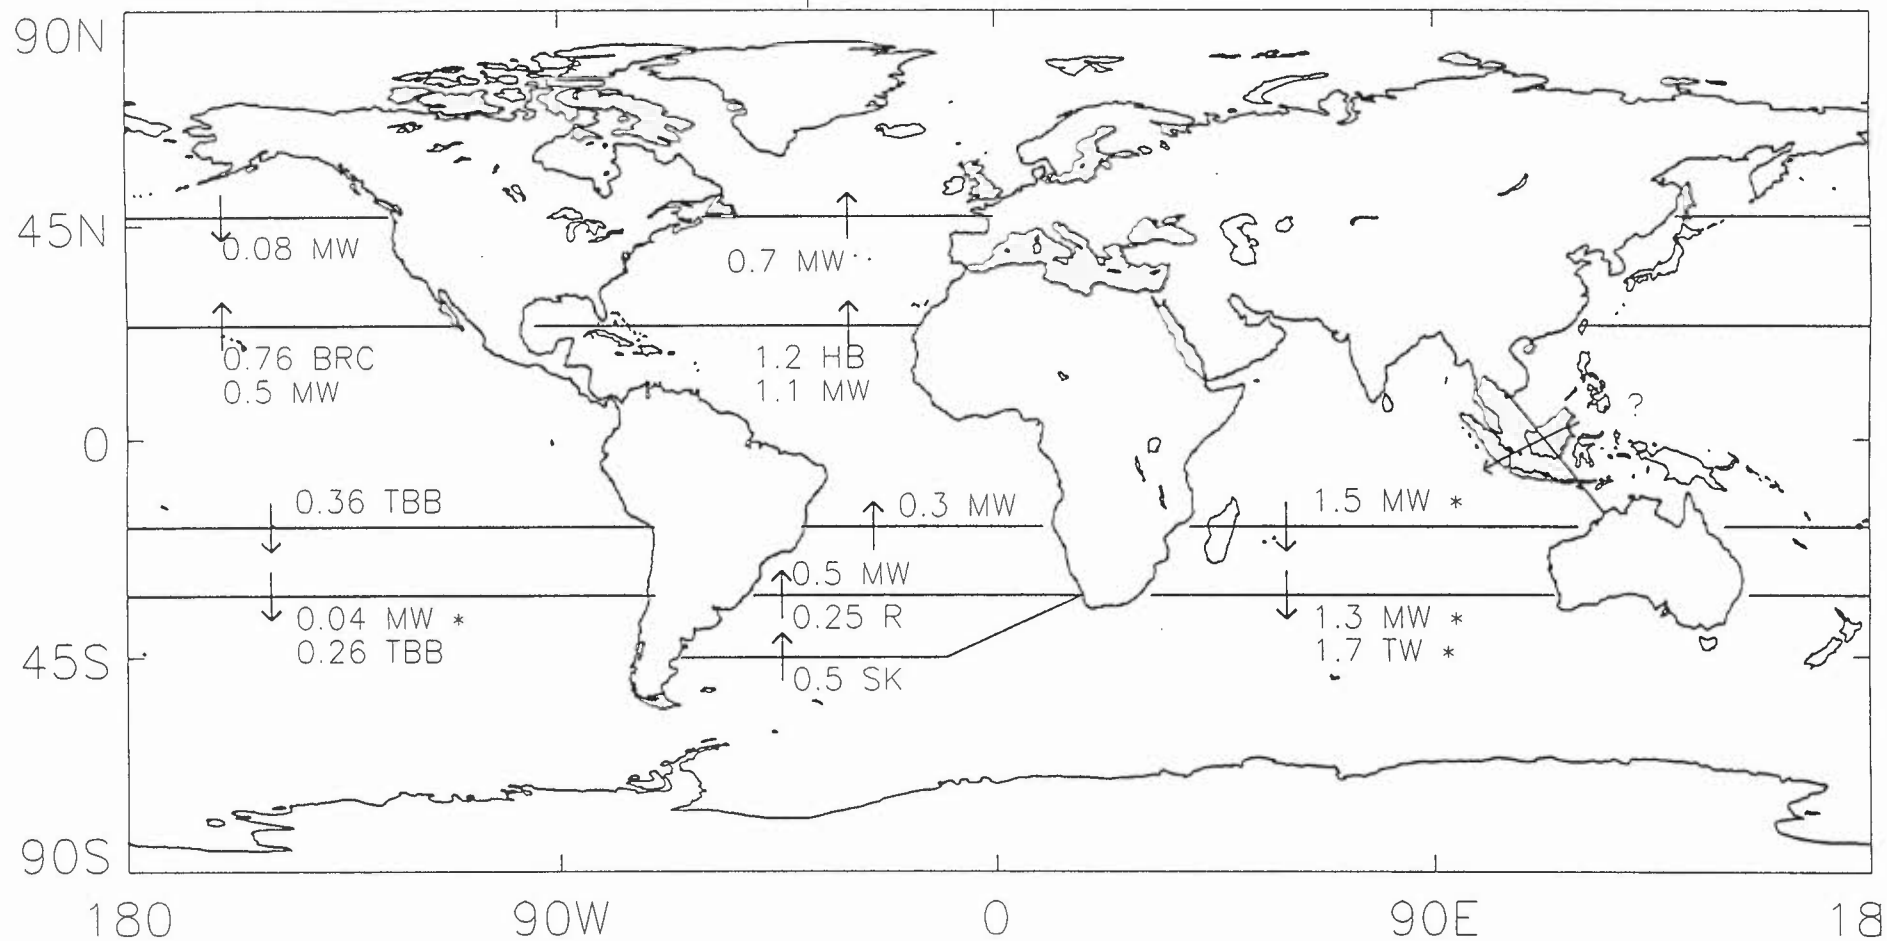 90N
45N
0.08 MW
0.7 MW
0.76 BRC
0.5 MW
1.2 HB
1.1 MW
?
0
0.36 TBB
0.3 MW
1.5 MW *
0.5 MW
0.25 R
0.04 MW *
0.26 TBB
1.3 MW *
1.7 TW *
45S
0.5 SK
90S
180
90W
0
90E
18